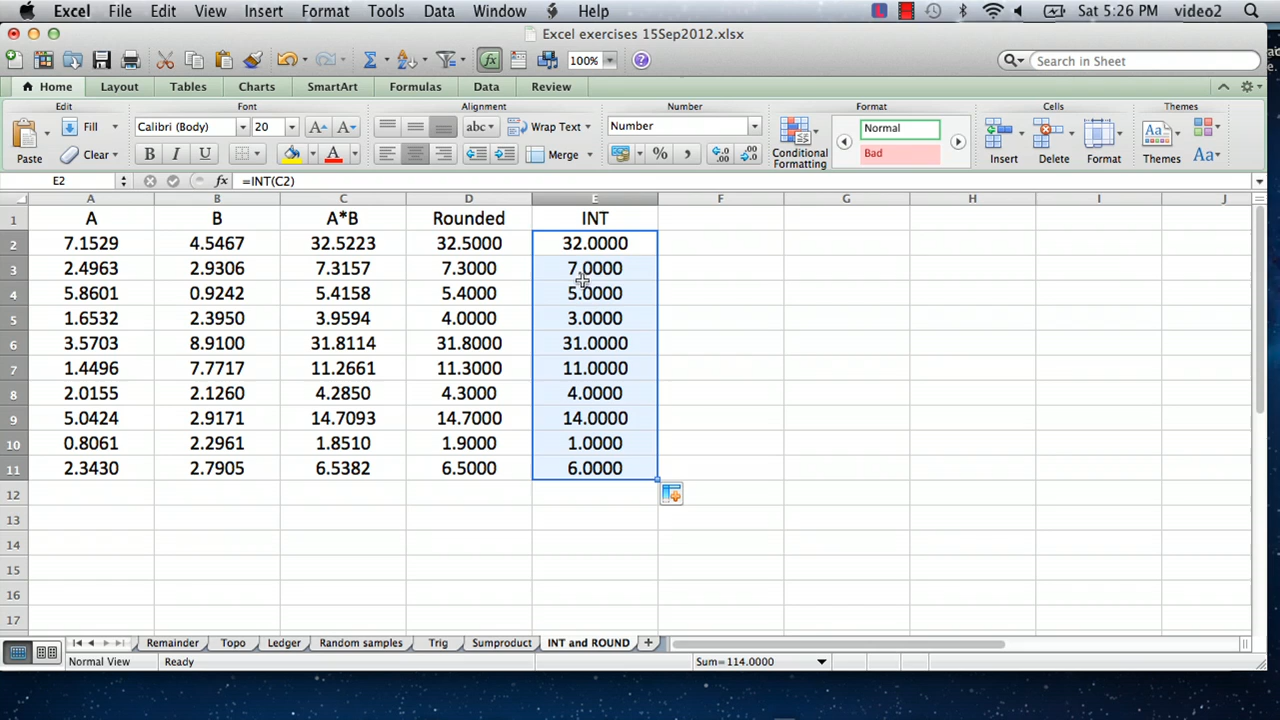 Excel File Edit View Insert Format Tools Data Window Help Sat 5:26 PM video2
Excel exercises 15Sep2012.xlsx
100% Search in Sheet
Home Layout Tables Charts SmartArt Formulas Data Review
Edit Font Alignment Number Format Cells Themes
Fill Calibri (Body) 20 abc Wrap Text Number Normal
Paste Clear B I U A Merge % , Conditional Formatting Bad Insert Delete Format Themes Aa
E2 fx =INT(C2)
A B C D E F G H I J
1 A B A*B Rounded INT
2 7.1529 4.5467 32.5223 32.5000 32.0000
3 2.4963 2.9306 7.3157 7.3000 7.0000
4 5.8601 0.9242 5.4158 5.4000 5.0000
5 1.6532 2.3950 3.9594 4.0000 3.0000
6 3.5703 8.9100 31.8114 31.8000 31.0000
7 1.4496 7.7717 11.2661 11.3000 11.0000
8 2.0155 2.1260 4.2850 4.3000 4.0000
9 5.0424 2.9171 14.7093 14.7000 14.0000
10 0.8061 2.2961 1.8510 1.9000 1.0000
11 2.3430 2.7905 6.5382 6.5000 6.0000
12
13
14
15
16
17
Remainder Topo Ledger Random samples Trig Sumproduct INT and ROUND
Normal View Ready Sum=114.0000